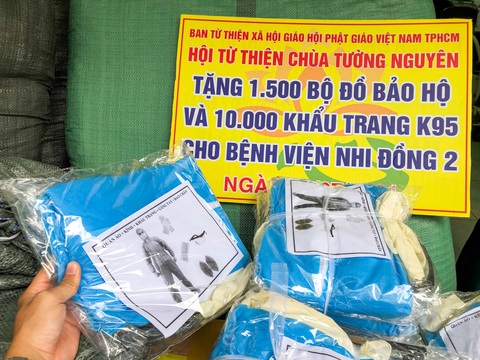 BAN TỪ THIỆN XÃ HỘI GIÁO HỘI PHẬT GIÁO VIỆT NAM TPHCM
HỘI TỪ THIỆN CHÙA TƯỜNG NGUYÊN
TẶNG 1.500 BỘ ĐỒ BẢO HỘ
VÀ 10.000 KHẨU TRANG K95
CHO BỆNH VIỆN NHI ĐỒNG 2
NGÀ